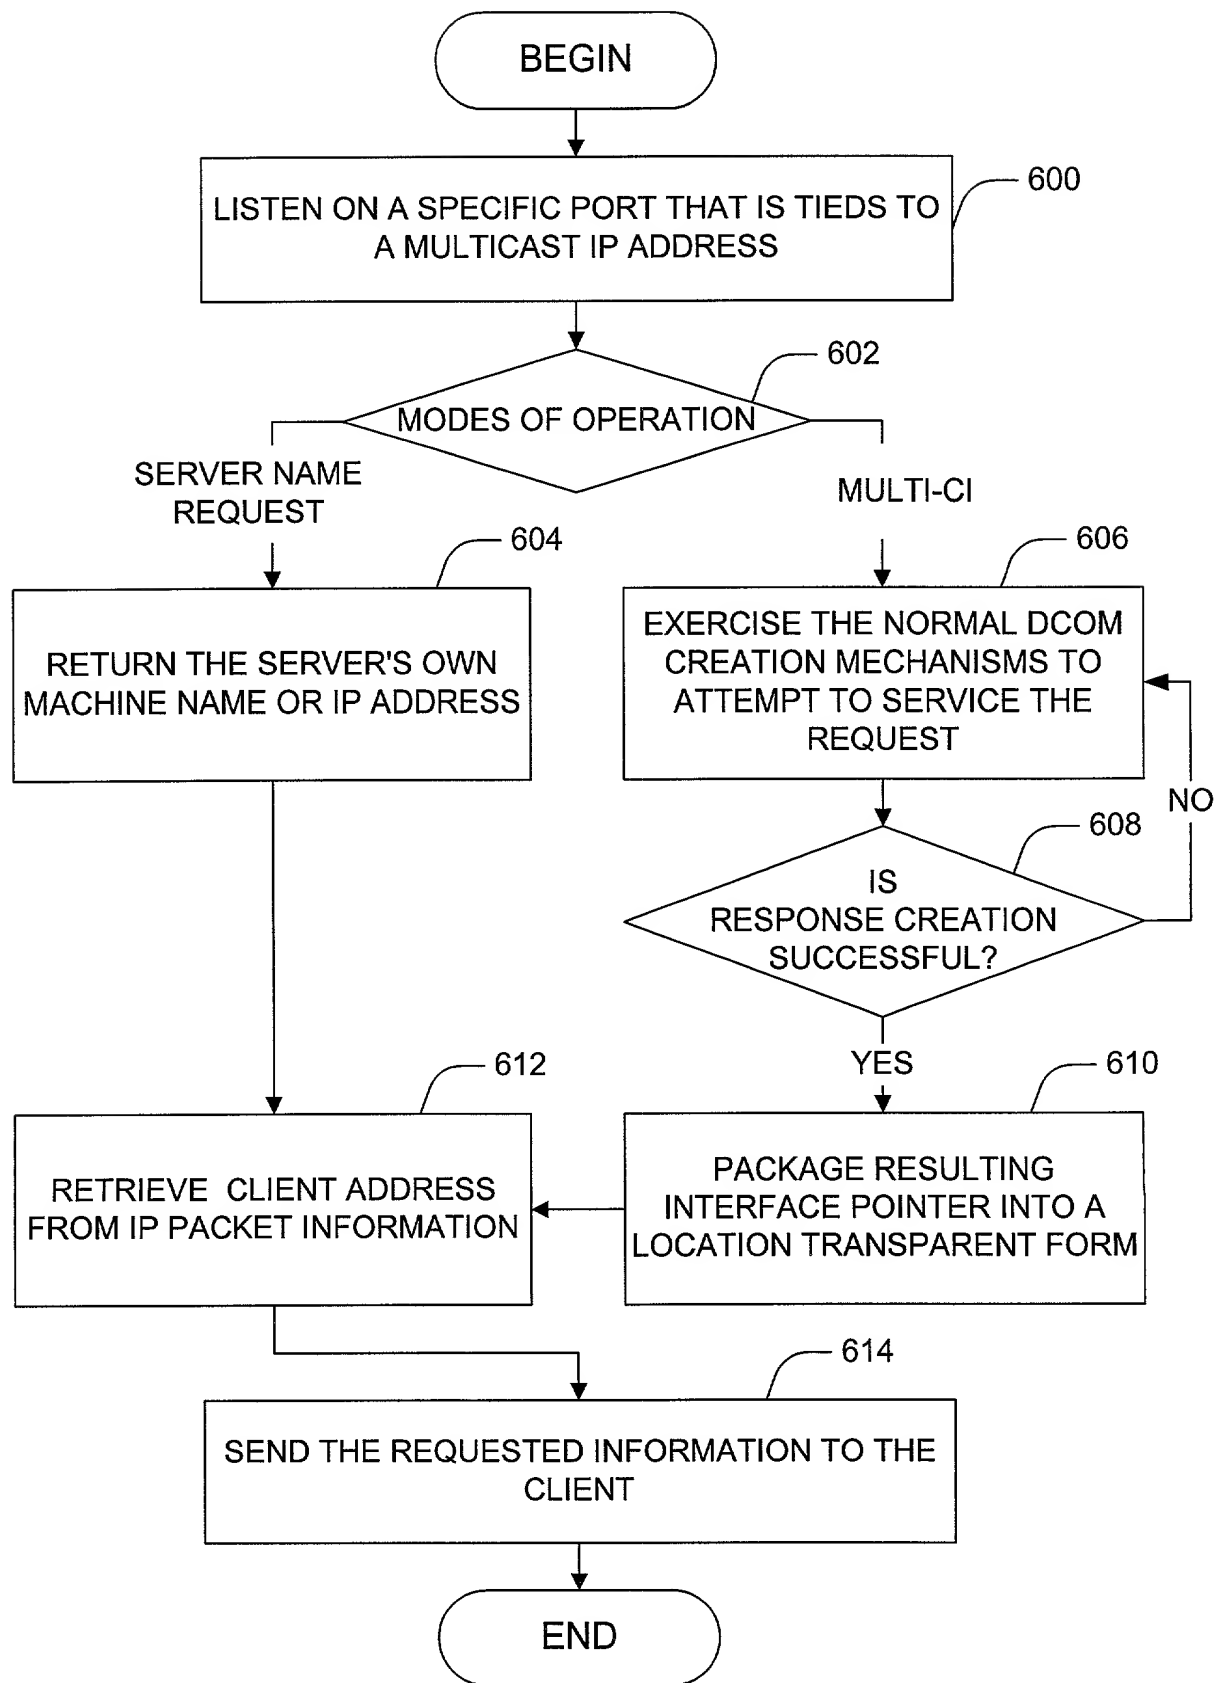 BEGIN
LISTEN ON A SPECIFIC PORT THAT IS TIEDS TO
A MULTICAST IP ADDRESS
600
602
MODES OF OPERATION
SERVER NAME
REQUEST
MULTI-CI
604
606
RETURN THE SERVER'S OWN
MACHINE NAME OR IP ADDRESS
EXERCISE THE NORMAL DCOM
CREATION MECHANISMS TO
ATTEMPT TO SERVICE THE
REQUEST
NO
608
IS
RESPONSE CREATION
SUCCESSFUL?
YES
612
610
RETRIEVE CLIENT ADDRESS
FROM IP PACKET INFORMATION
PACKAGE RESULTING
INTERFACE POINTER INTO A
LOCATION TRANSPARENT FORM
614
SEND THE REQUESTED INFORMATION TO THE
CLIENT
END